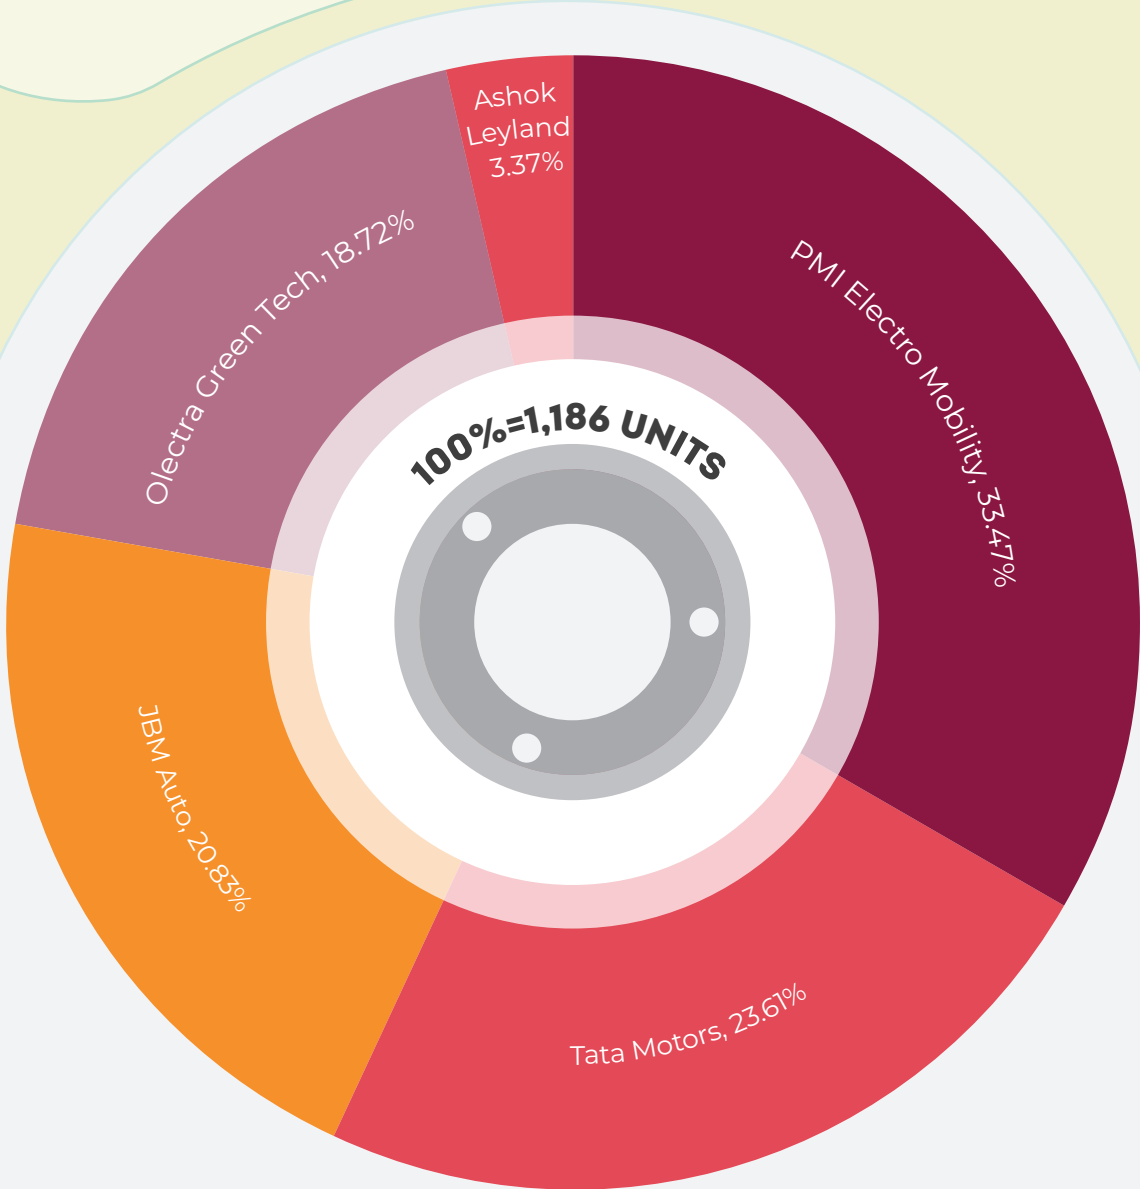 Ashok
Leyland
3.37%
PMI Electro Mobility, 33.47%
Olectra Green Tech, 18.72%
100%=1,186 UNITS
JBM Auto, 20.83%
Tata Motors, 23.61%